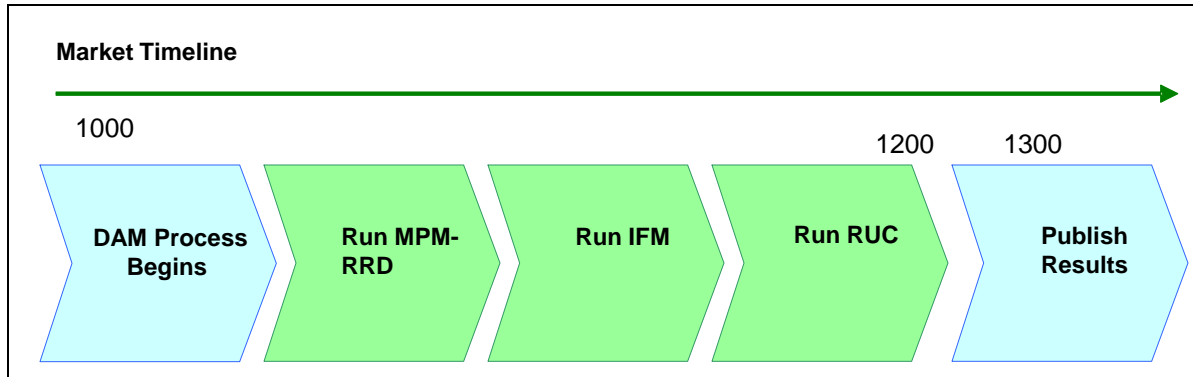 Market Timeline
1000
1200
1300
DAM Process
Begins
Run MPM-
RRD
Run IFM
Run RUC
Publish
Results